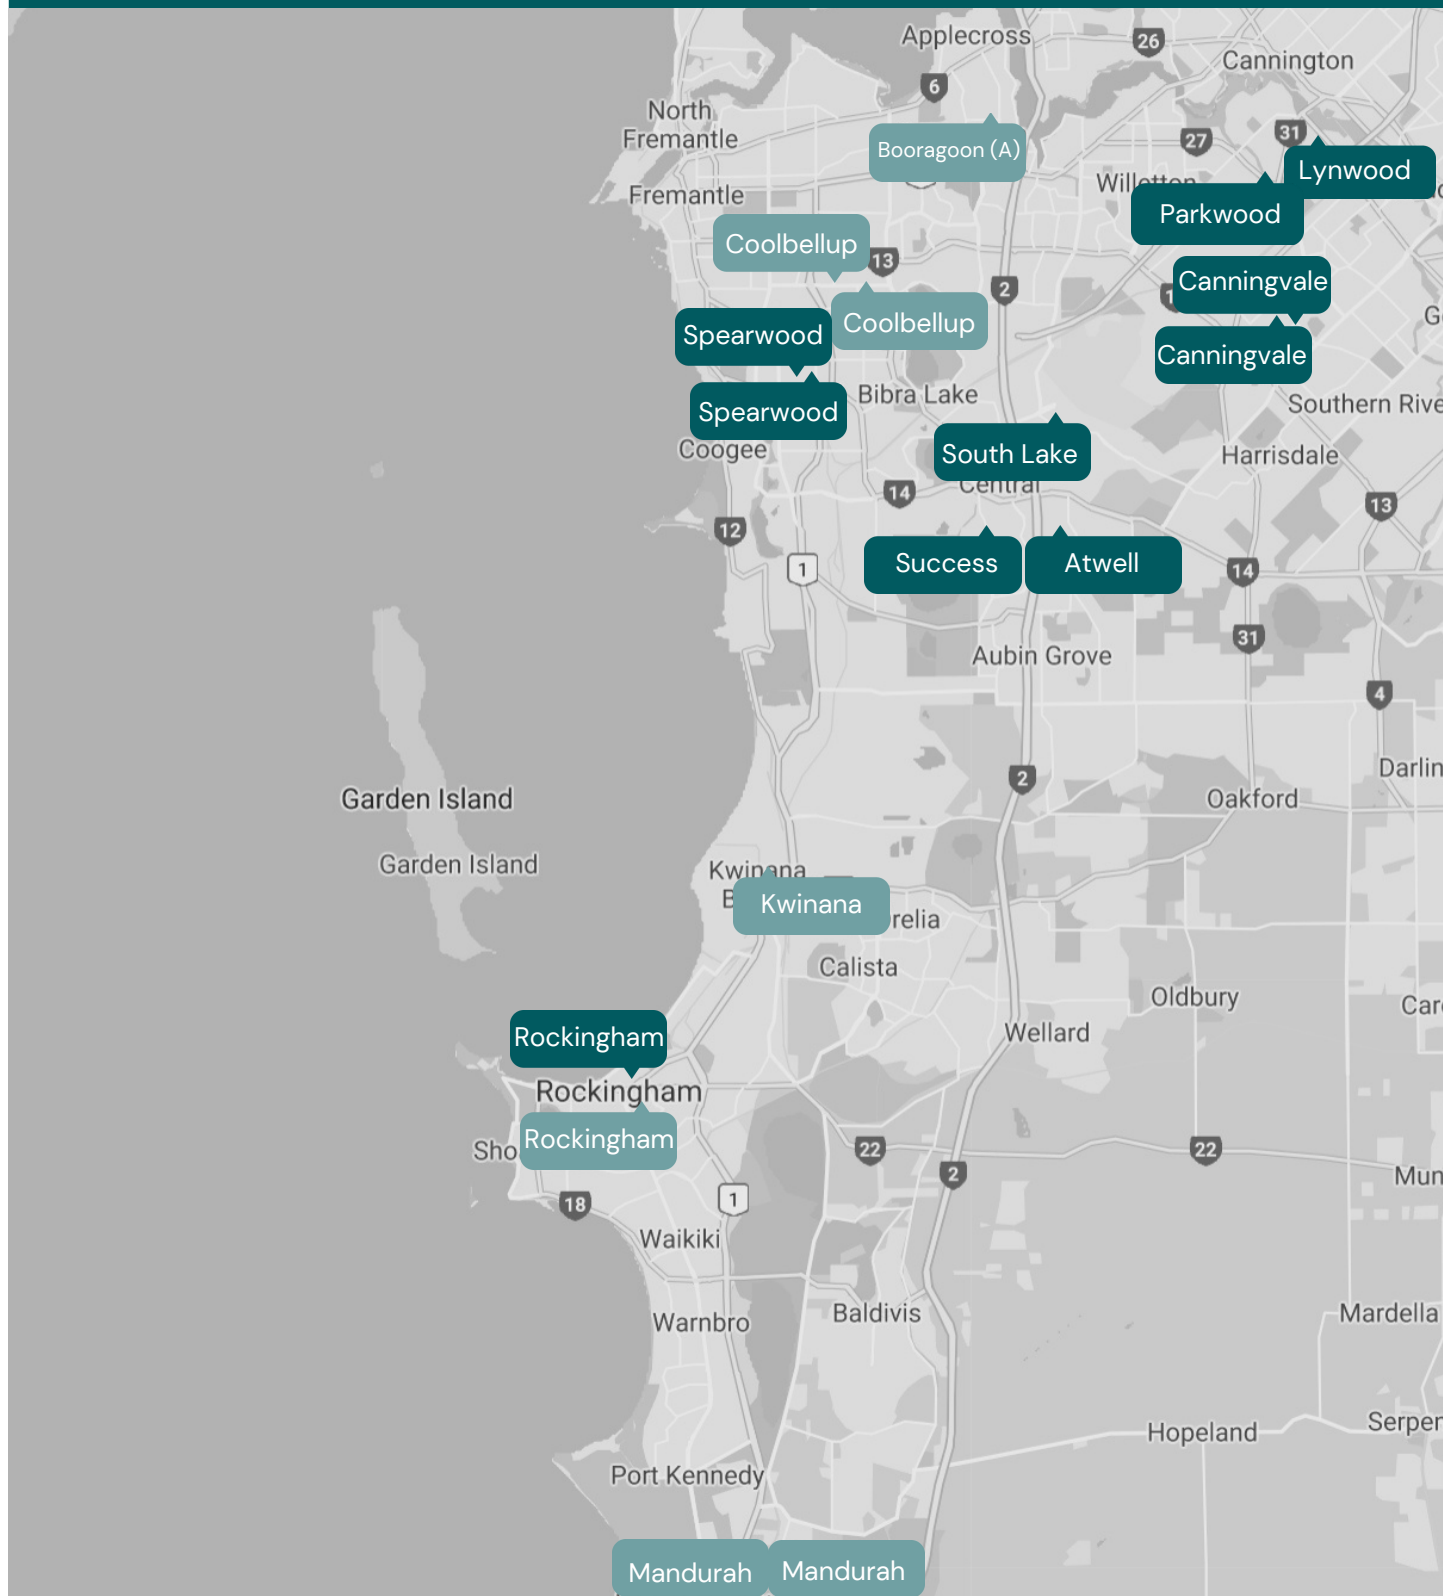 Applecross
26
Cannington
6
North
Fremantle
27
31
Booragoon (A)
Lynwood
Willetton
Fremantle
Parkwood
Coolbellup
13
Canningvale
2
Coolbellup
Spearwood
Canningvale
Bibra Lake
Southern Rive
Spearwood
Coogee
South Lake
Harrisdale
Central
14
13
12
Success
Atwell
1
14
31
Aubin Grove
4
Darlin
2
Garden Island
Oakford
Garden Island
Kwinana
B
Kwinana
relia
Calista
Oldbury
Car
Rockingham
Wellard
Rockingham
Rockingham
Sho
22
22
2
Mun
18
1
Waikiki
Baldivis
Mardella
Warnbro
Serper
Hopeland
Port Kennedy
Mandurah
Mandurah